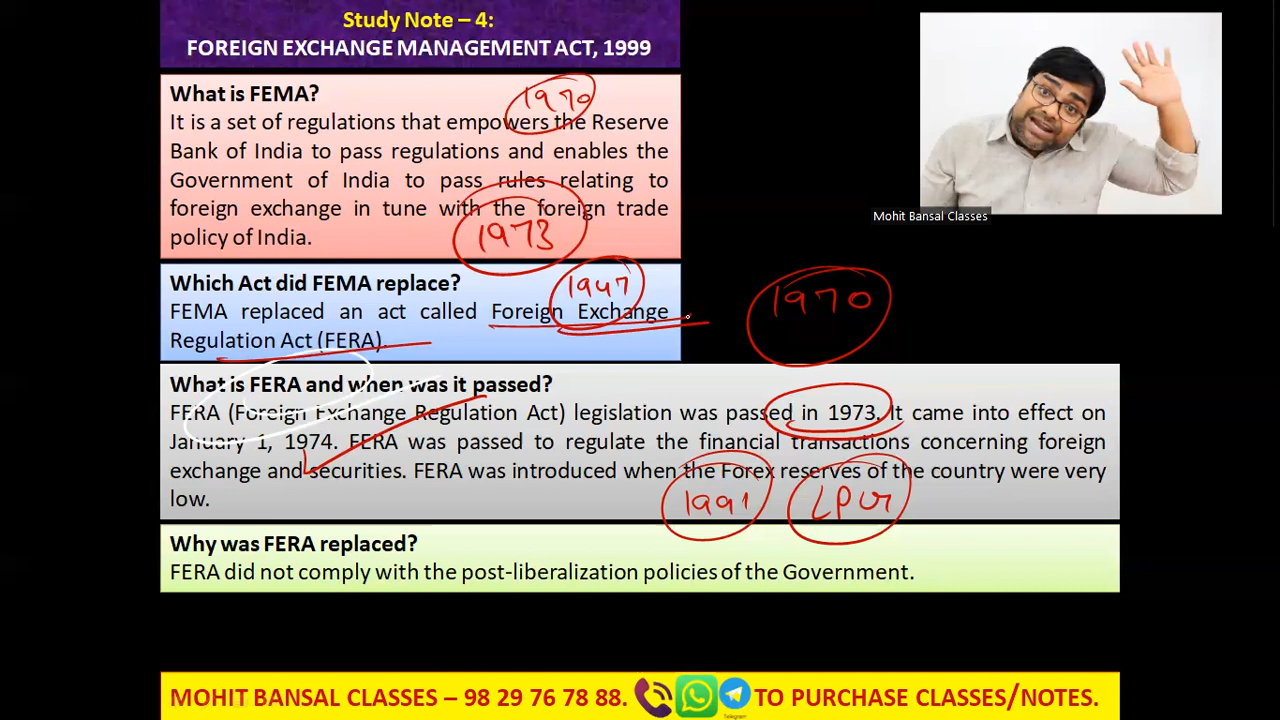 Study Note – 4:
FOREIGN EXCHANGE MANAGEMENT ACT, 1999
What is FEMA?
1970
It is a set of regulations that empowers the Reserve
Bank of India to pass regulations and enables the
Government of India to pass rules relating to
foreign exchange in tune with the foreign trade
policy of India.
1973
Mohit Bansal Classes
Which Act did FEMA replace?
1947
FEMA replaced an act called Foreign Exchange
Regulation Act (FERA).
1970
What is FERA and when was it passed?
FERA (Foreign Exchange Regulation Act) legislation was passed in 1973. It came into effect on
January 1, 1974. FERA was passed to regulate the financial transactions concerning foreign
exchange and securities. FERA was introduced when the Forex reserves of the country were very
low.
1991
LPG
Why was FERA replaced?
FERA did not comply with the post-liberalization policies of the Government.
MOHIT BANSAL CLASSES – 98 29 76 78 88. TO PURCHASE CLASSES/NOTES.
Telegram